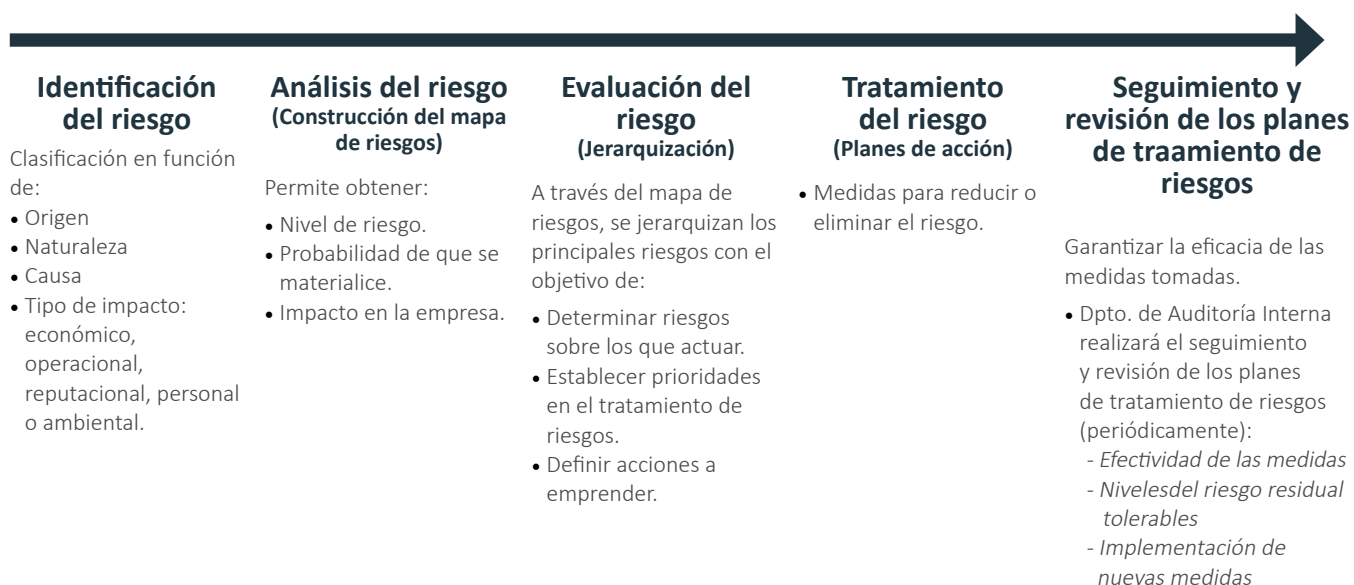 Identificación
del riesgo
Clasificación en función
de:
• Origen
• Naturaleza
• Causa
• Tipo de impacto:
económico,
operacional,
reputacional, personal
o ambiental.
Análisis del riesgo
(Construcción del mapa
de riesgos)
Permite obtener:
• Nivel de riesgo.
• Probabilidad de que se
materialice.
• Impacto en la empresa.
Evaluación del
riesgo
(Jerarquización)
A través del mapa de
riesgos, se jerarquizan los
principales riesgos con el
objetivo de:
• Determinar riesgos
sobre los que actuar.
• Establecer prioridades
en el tratamiento de
riesgos.
• Definir acciones a
emprender.
Tratamiento
del riesgo
(Planes de acción)
• Medidas para reducir o
eliminar el riesgo.
Seguimiento y
revisión de los planes
de traamiento de
riesgos
Garantizar la eficacia de las
medidas tomadas.
• Dpto. de Auditoría Interna
realizará el seguimiento
y revisión de los planes
de tratamiento de riesgos
(periódicamente):
- Efectividad de las medidas
- Nivelesdel riesgo residual
tolerables
- Implementación de
nuevas medidas